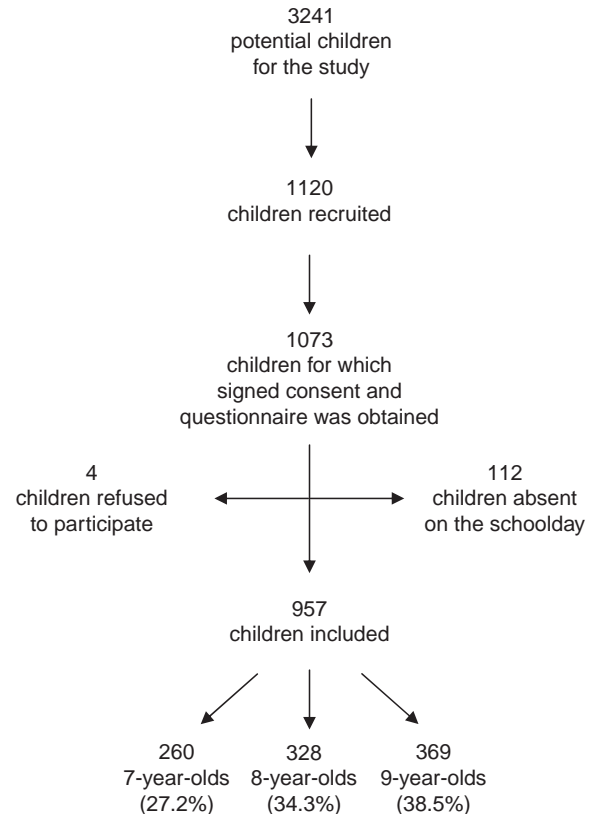 3241
potential children
for the study
1120
children recruited
1073
children for which
signed consent and
questionnaire was obtained
4
children refused
to participate
112
children absent
on the schoolday
957
children included
260
7-year-olds
(27.2%)
328
8-year-olds
(34.3%)
369
9-year-olds
(38.5%)